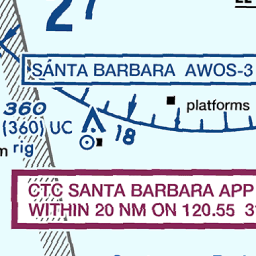 27
SANTA BARBARA AWOS-3
platforms
360
(360) UC
18
m rig
CTC SANTA BARBARA APP
WITHIN 20 NM ON 120.55 3